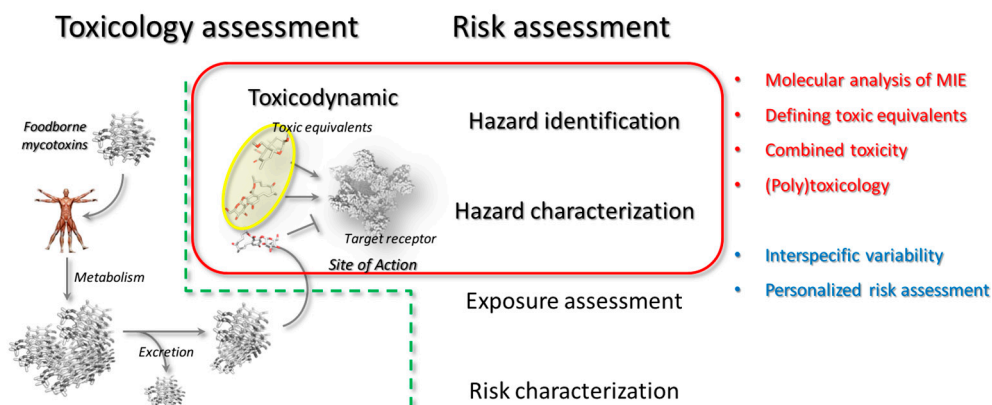 Toxicology assessment
Risk assessment
Foodborne
mycotoxins
Metabolism
Excretion
Toxicodynamic
Toxic equivalents
Target receptor
Site of Action
Hazard identification
Hazard characterization
Exposure assessment
Risk characterization
• Molecular analysis of MIE
• Defining toxic equivalents
• Combined toxicity
• (Poly)toxicology
• Interspecific variability
• Personalized risk assessment